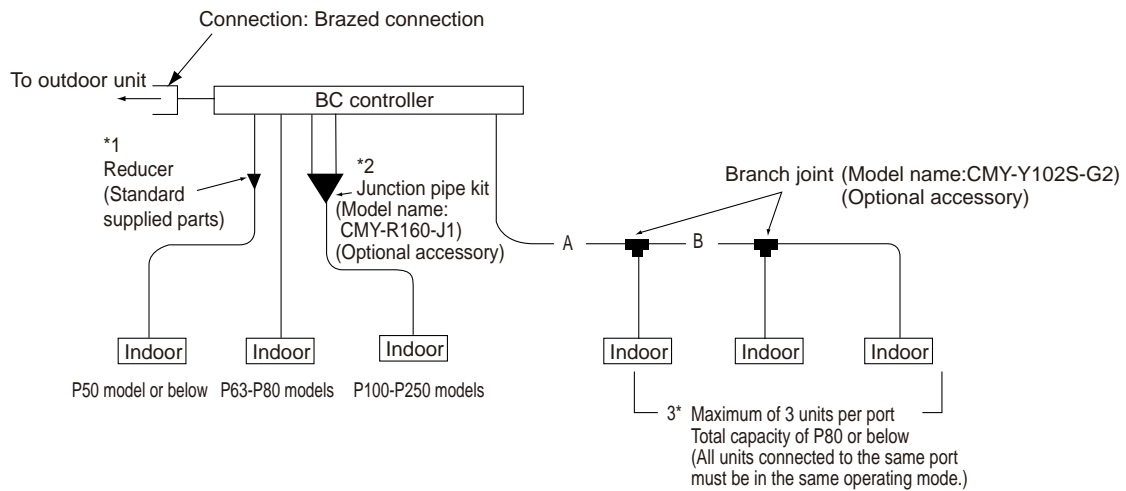 Connection: Brazed connection
To outdoor unit
BC controller
*1
Reducer
(Standard
supplied parts)
*2
Junction pipe kit
(Model name:
CMY-R160-J1)
(Optional accessory)
Branch joint (Model name:CMY-Y102S-G2)
(Optional accessory)
A
B
Indoor
Indoor
Indoor
Indoor
Indoor
Indoor
P50 model or below
P63-P80 models
P100-P250 models
3* Maximum of 3 units per port
Total capacity of P80 or below
(All units connected to the same port
must be in the same operating mode.)